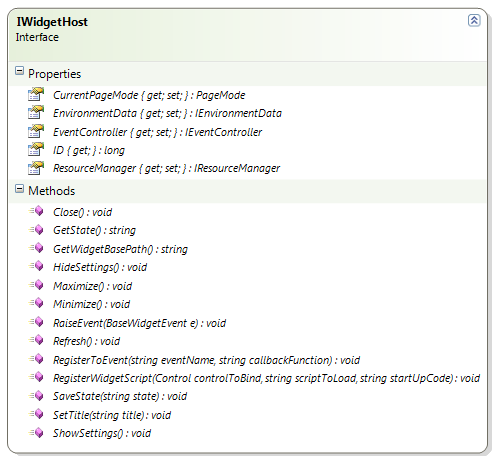 IWidgetHost
Interface
Properties
CurrentPageMode { get; set; } : PageMode
EnvironmentData { get; set; } : IEnvironmentData
EventController { get; set; } : IEventController
ID { get; } : long
ResourceManager { get; set; } : IResourceManager
Methods
Close() : void
GetState() : string
GetWidgetBasePath() : string
HideSettings() : void
Maximize() : void
Minimize() : void
RaiseEvent(BaseWidgetEvent e) : void
Refresh() : void
RegisterToEvent(string eventName, string callbackFunction) : void
RegisterWidgetScript(Control controlToBind, string scriptToLoad, string startUpCode) : void
SaveState(string state) : void
SetTitle(string title) : void
ShowSettings() : void